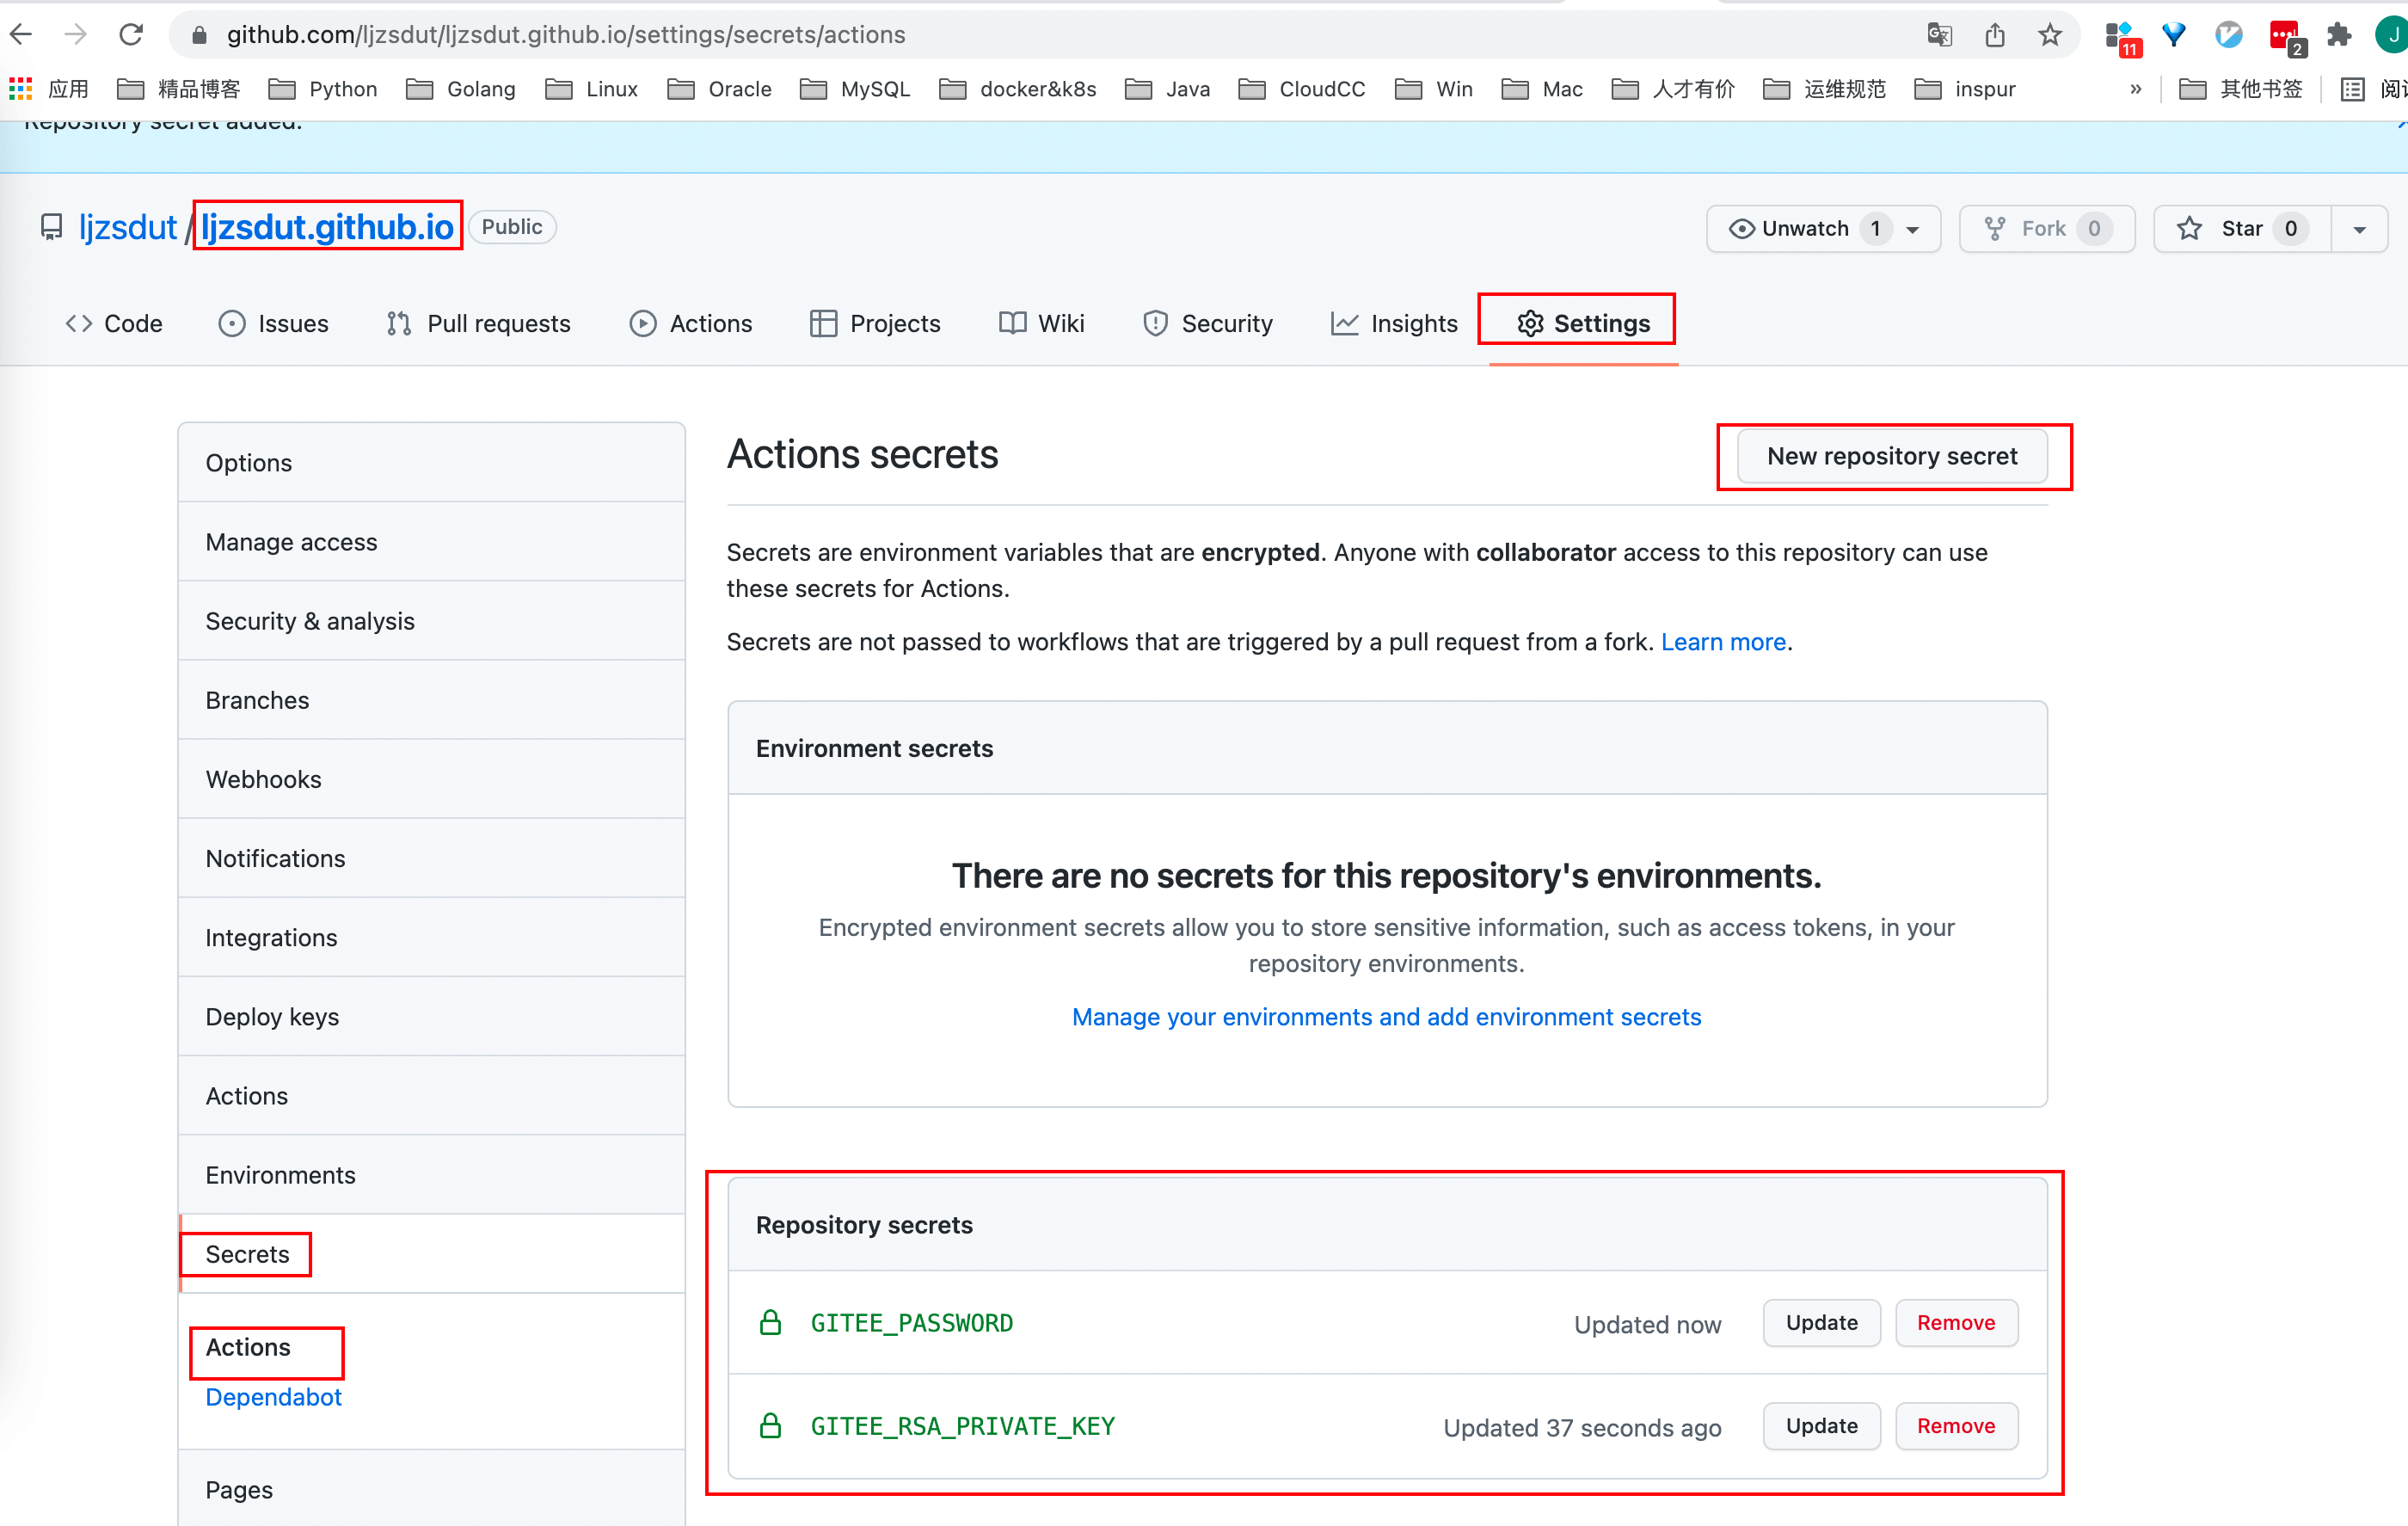 github.com/ljzsdut/ljzsdut.github.io/settings/secrets/actions
11
2
J
应用 精品博客 Python Golang Linux Oracle MySQL docker&k8s Java CloudCC Win Mac 人才有价 运维规范 inspur » 其他书签
Repository secret added.
ljzsdut / ljzsdut.github.io Public
Unwatch 1 Fork 0 Star 0
Code Issues Pull requests Actions Projects Wiki Security Insights Settings
Options
Manage access
Security & analysis
Branches
Webhooks
Notifications
Integrations
Deploy keys
Actions
Environments
Secrets
Actions
Dependabot
Pages
Actions secrets
New repository secret
Secrets are environment variables that are encrypted. Anyone with collaborator access to this repository can use
these secrets for Actions.
Secrets are not passed to workflows that are triggered by a pull request from a fork. Learn more.
Environment secrets
There are no secrets for this repository's environments.
Encrypted environment secrets allow you to store sensitive information, such as access tokens, in your
repository environments.
Manage your environments and add environment secrets
Repository secrets
GITEE_PASSWORD Updated now Update Remove
GITEE_RSA_PRIVATE_KEY Updated 37 seconds ago Update Remove